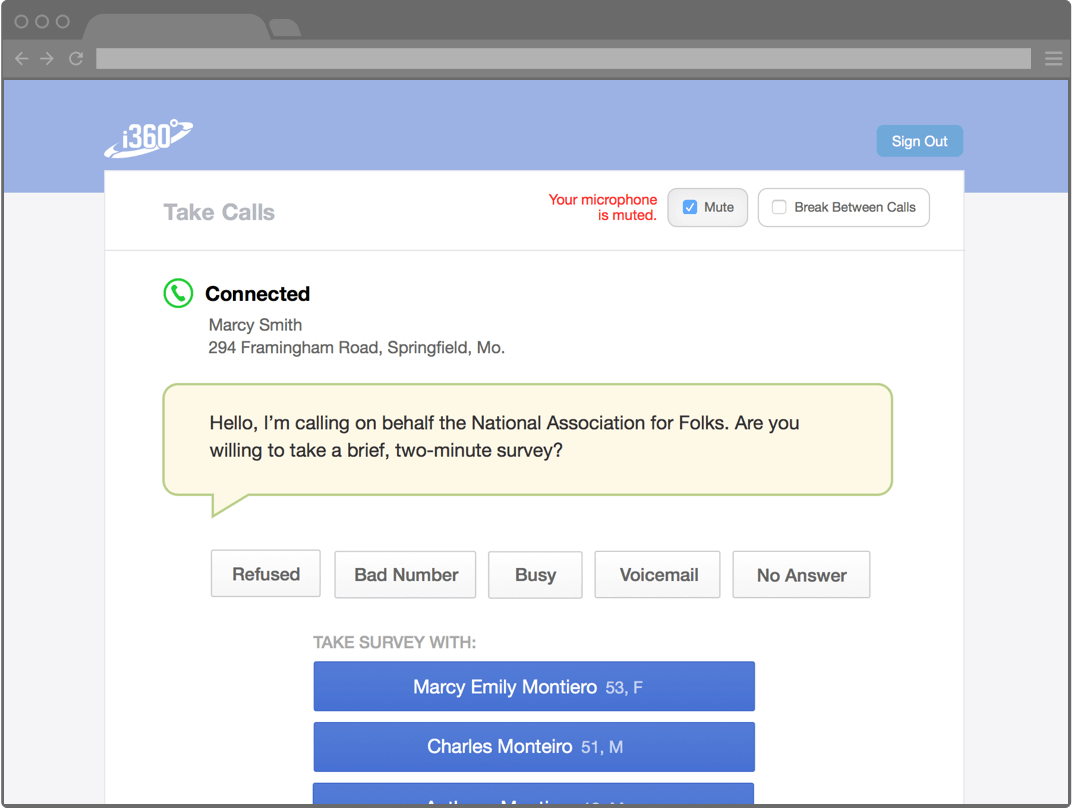 i360°
Sign Out
Take Calls
Your microphone
is muted.
Mute
Break Between Calls
Connected
Marcy Smith
294 Framingham Road, Springfield, Mo.
Hello, I’m calling on behalf the National Association for Folks. Are you
willing to take a brief, two-minute survey?
Refused
Bad Number
Busy
Voicemail
No Answer
TAKE SURVEY WITH:
Marcy Emily Montiero 53, F
Charles Monteiro 51, M